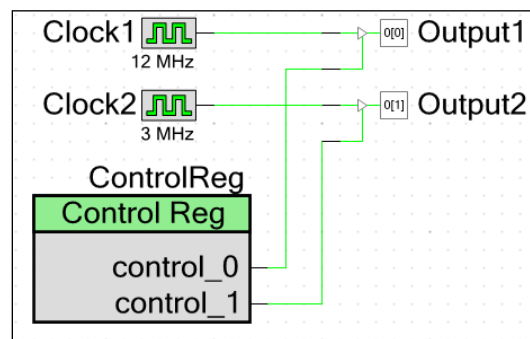 Clock1
12 MHz
0[0]
Output1
Clock2
3 MHz
0[1]
Output2
ControlReg
Control Reg
control_0
control_1